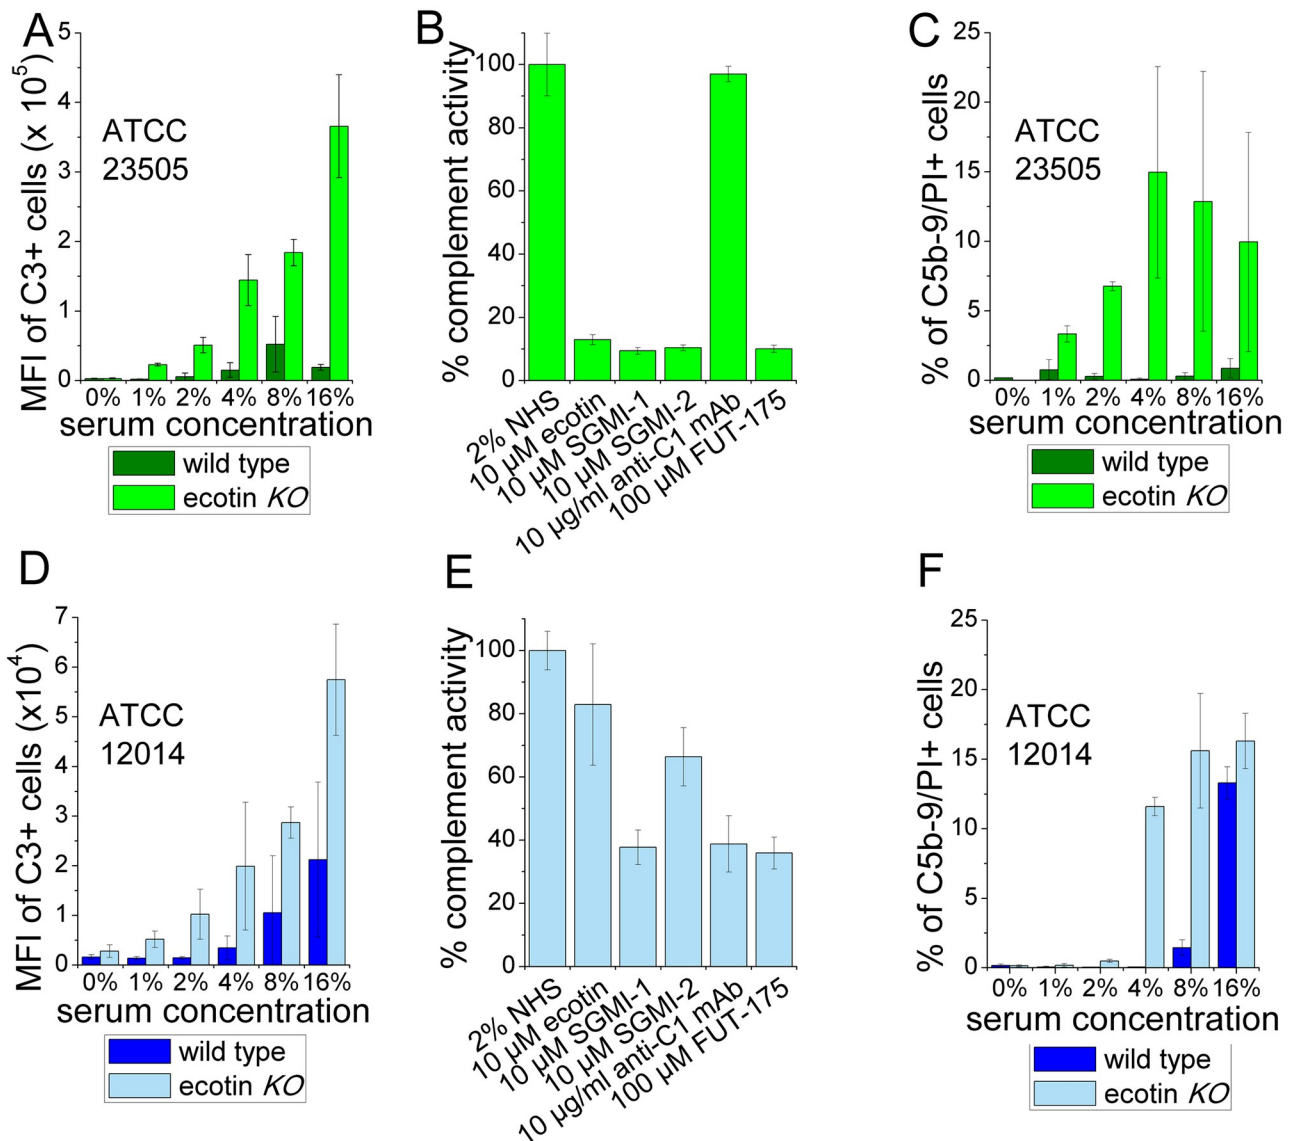 A
MFI of C3+ cells (x 10⁵)
5
4
3
2
1
0
ATCC
23505
0% 1% 2% 4% 8% 16%
serum concentration
wild type
ecotin KO
B
% complement activity
100
80
60
40
20
0
2% NHS
10 µM ecotin
10 µM SGMI-1
10 µM SGMI-2
10 µg/ml anti-C1 mAb
100 µM FUT-175
C
% of C5b-9/PI+ cells
25
20
15
10
5
0
ATCC
23505
0% 1% 2% 4% 8% 16%
serum concentration
wild type
ecotin KO
D
MFI of C3+ cells (x10⁴)
7
6
5
4
3
2
1
0
ATCC
12014
0% 1% 2% 4% 8% 16%
serum concentration
wild type
ecotin KO
E
% complement activity
100
80
60
40
20
0
2% NHS
10 µM ecotin
10 µM SGMI-1
10 µM SGMI-2
10 µg/ml anti-C1 mAb
100 µM FUT-175
F
% of C5b-9/PI+ cells
25
20
15
10
5
0
ATCC
12014
0% 1% 2% 4% 8% 16%
serum concentration
wild type
ecotin KO